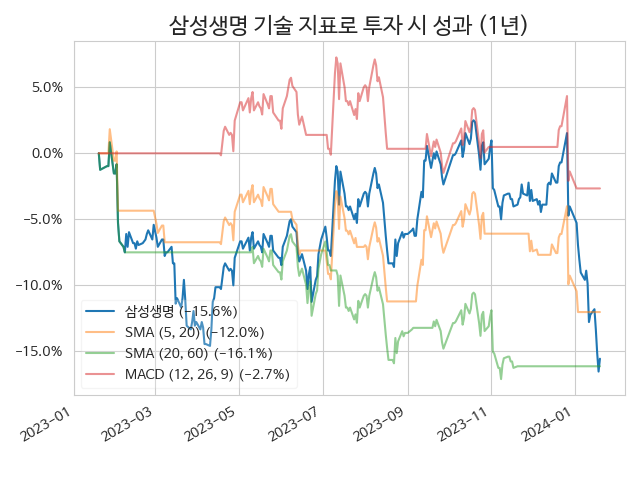 삼성생명 기술 지표로 투자 시 성과 (1년)
5.0%
0.0%
−5.0%
−10.0%
−15.0%
삼성생명 (−15.6%)
SMA (5, 20) (−12.0%)
SMA (20, 60) (−16.1%)
MACD (12, 26, 9) (−2.7%)
2023-01
2023-03
2023-05
2023-07
2023-09
2023-11
2024-01